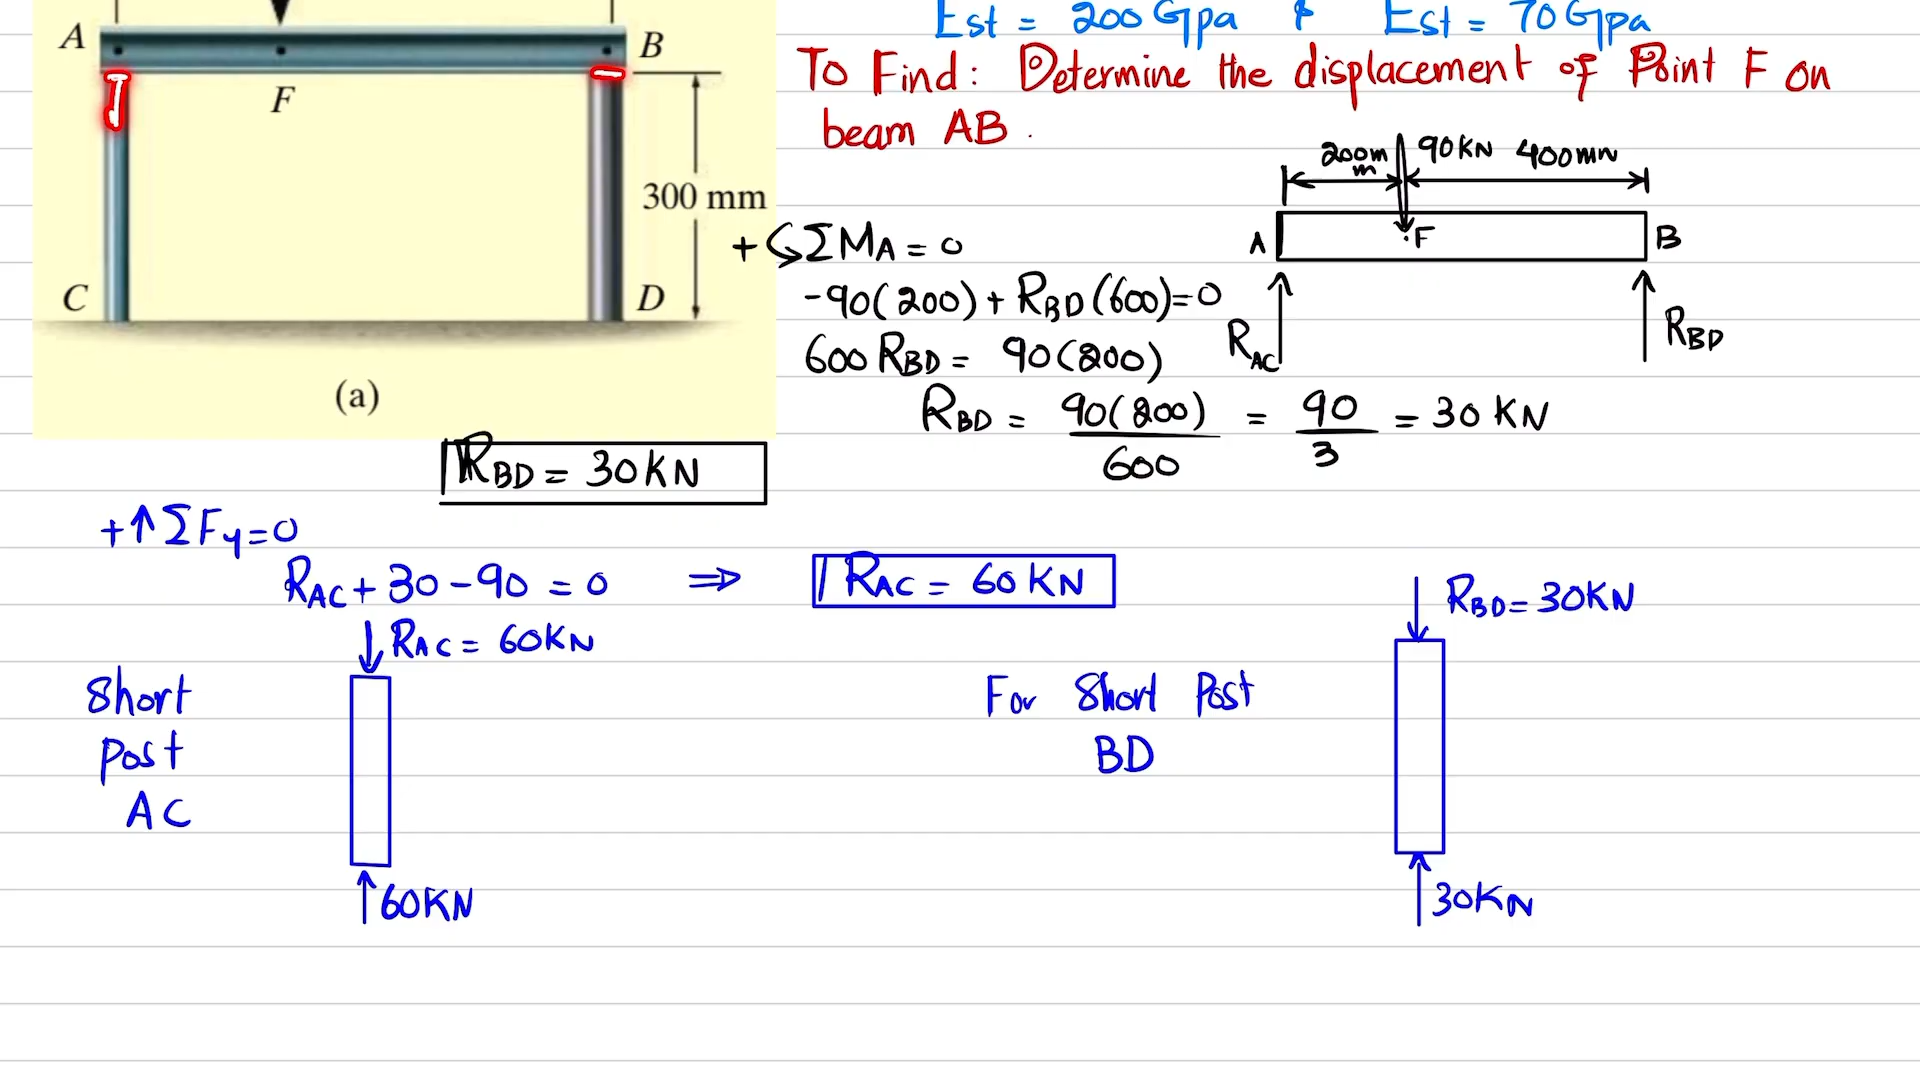 Est = 200 Gpa & Est = 70 Gpa
To Find: Determine the displacement of Point F on
beam AB.
A
B
F
300 mm
C
D
(a)
200mm
90KN
400mm
A
.F
B
RAC
RBD
+ ↺ ΣMA = 0
-90(200) + RBD(600)=0
600 RBD = 90(200)
RBD = 90(200)/600 = 90/3 = 30 KN
RBD = 30KN
+↑ΣFy=0
RAC + 30 - 90 = 0 ⇒ RAC = 60KN
↓ RAC = 60KN
Short
Post
AC
↑60KN
For Short Post
BD
↓ RBD = 30KN
↑30KN